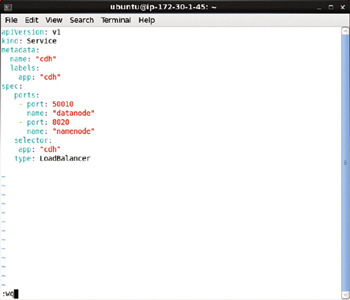 ubuntu@ip-172-30-1-45: ~
File Edit View Search Terminal Help
apiVersion: v1
kind: Service
metadata:
  name: "cdh"
  labels:
    app: "cdh"
spec:
   ports:
    - port: 50010
      name: "datanode"
    - port: 8020
      name: "namenode"
   selector:
    app: "cdh"
   type: LoadBalancer
~
~
~
~
~
~
~
~
~
~
:wq